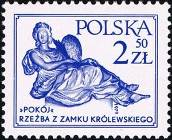 POLSKA
2 50 ZŁ
»POKÓJ«
RZEŹBA Z ZAMKU KRÓLEWSKIEGO